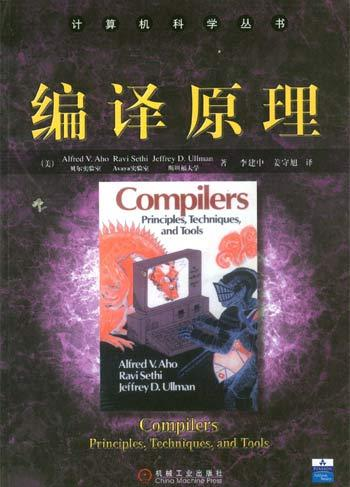 计算机科学丛书
编译原理
(美) Alfred V. Aho Ravi Sethi Jeffrey D. Ullman 著 李建中 姜守旭 译
贝尔实验室 Avaya实验室 斯坦福大学
Compilers
Principles, Techniques,
and Tools
Alfred V. Aho
Ravi Sethi
Jeffrey D. Ullman
Compilers
Principles, Techniques, and Tools
机械工业出版社
China Machine Press
PEARSON